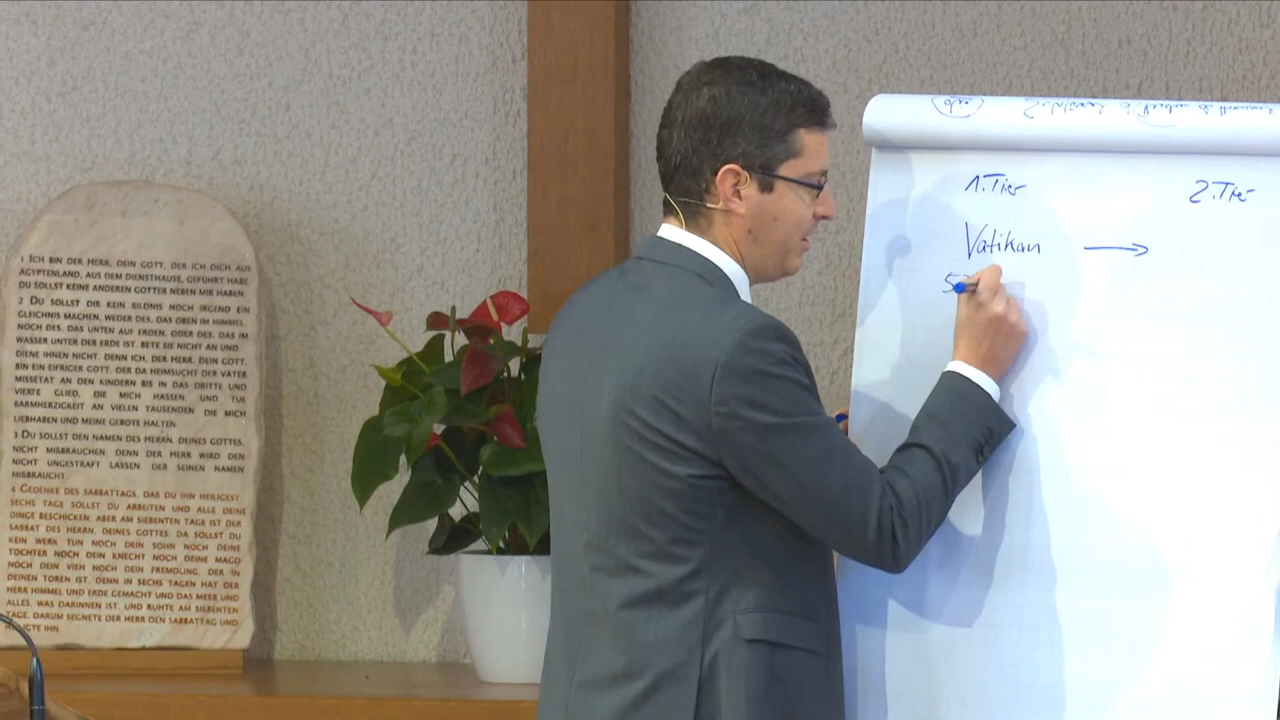 1 ICH BIN DER HERR, DEIN GOTT, DER ICH DICH AUS
ÄGYPTENLAND, AUS DEM DIENSTHAUSE, GEFÜHRT HABE.
DU SOLLST KEINE ANDEREN GÖTTER NEBEN MIR HABEN.
2 DU SOLLST DIR KEIN BILDNIS NOCH IRGEND EIN
GLEICHNIS MACHEN, WEDER DES, DAS OBEN IM HIMMEL,
NOCH DES, DAS UNTEN AUF ERDEN, ODER DES, DAS IM
WASSER UNTER DER ERDE IST. BETE SIE NICHT AN UND
DIENE IHNEN NICHT. DENN ICH, DER HERR, DEIN GOTT,
BIN EIN EIFRIGER GOTT, DER DA HEIMSUCHT DER VÄTER
MISSETAT AN DEN KINDERN BIS IN DAS DRITTE UND
VIERTE GLIED, DIE MICH HASSEN UND TUE
BARMHERZIGKEIT AN VIELEN TAUSENDEN DIE MICH
LIEBHABEN UND MEINE GEBOTE HALTEN.
3 DU SOLLST DEN NAMEN DES HERRN, DEINES GOTTES,
NICHT MIßBRAUCHEN; DENN DER HERR WIRD DEN
NICHT UNGESTRAFT LASSEN, DER SEINEN NAMEN
MIßBRAUCHT
4 GEDENKE DES SABBATTAGS, DAß DU IHN HEILIGEST
SECHS TAGE SOLLST DU ARBEITEN UND ALLE DEINE
DINGE BESCHICKEN; ABER AM SIEBENTEN TAGE IST DER
SABBAT DES HERRN, DEINES GOTTES. DA SOLLST DU
KEIN WERK TUN NOCH DEIN SOHN NOCH DEINE
TOCHTER NOCH DEIN KNECHT NOCH DEINE MAGD
NOCH DEIN VIEH NOCH DEIN FREMDLING, DER IN
DEINEN TOREN IST. DENN IN SECHS TAGEN HAT DER
HERR HIMMEL UND ERDE GEMACHT UND DAS MEER UND
ALLES, WAS DARINNEN IST, UND RUHTE AM SIEBENTEN
TAGE. DARUM SEGNETE DER HERR DEN SABBATTAG UND
HEILIGTE IHN.
1. Tier 2. Tier
Vatikan →
5